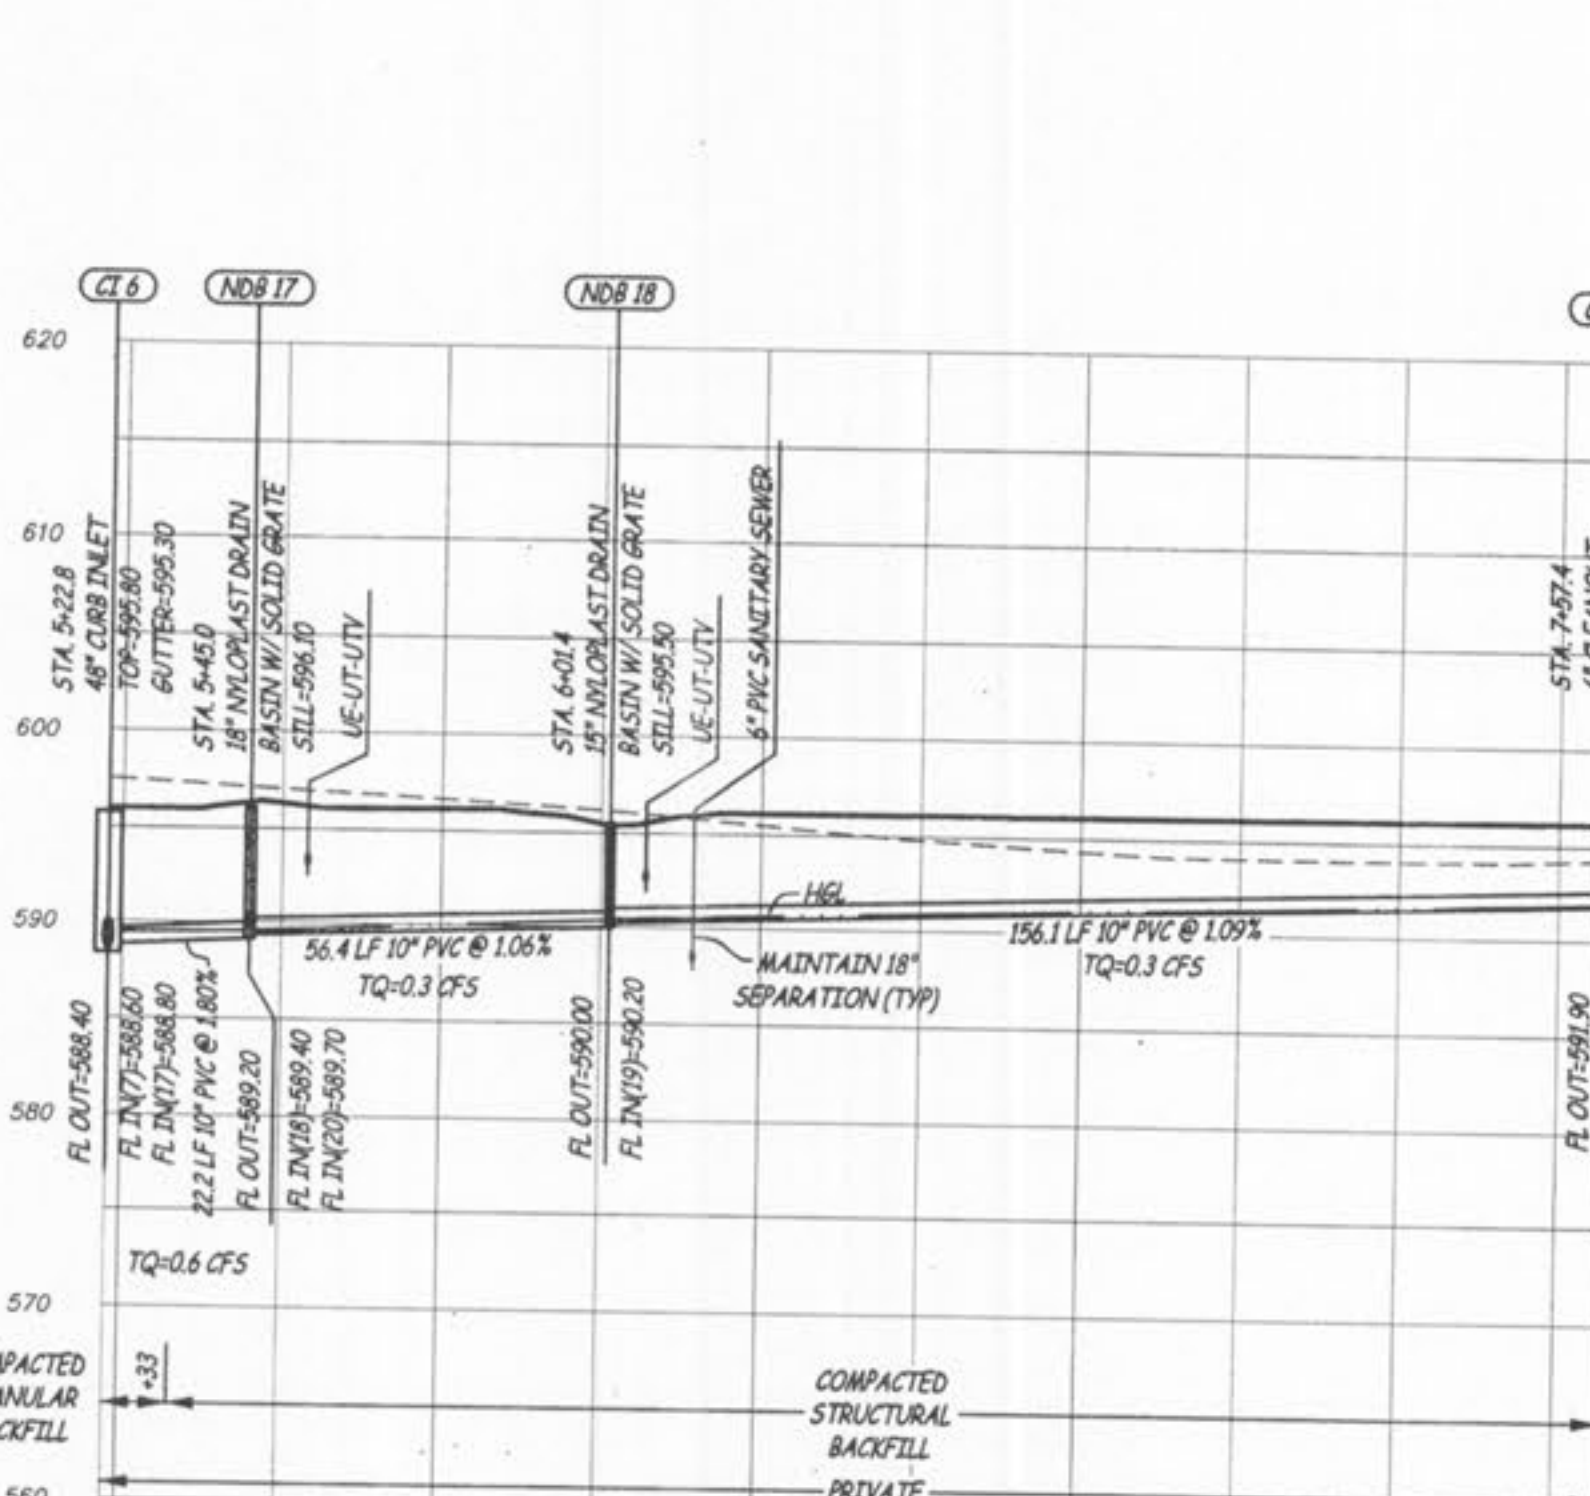 CI 6
NDB 17
NDB 18
620
610
600
590
580
570
STA. 5+22.8
48" CURB INLET
TOP=595.80
GUTTER=595.30
STA. 5+45.0
18" NYLOPLAST DRAIN
BASIN W/ SOLID GRATE
SILL=596.10
UE-UT-UTV
STA. 6+01.4
15" NYLOPLAST DRAIN
BASIN W/ SOLID GRATE
SILL=595.50
UE-UT-UTV
6" PVC SANITARY SEWER
STA. 7+57.4
HGL
56.4 LF 10" PVC @ 1.06%
TQ=0.3 CFS
MAINTAIN 18"
SEPARATION (TYP)
156.1 LF 10" PVC @ 1.09%
TQ=0.3 CFS
FL OUT=588.40
FL IN(7)=588.60
FL IN(17)=588.80
22.2 LF 10" PVC @ 1.80%
FL OUT=589.20
FL IN(18)=589.40
FL IN(20)=589.70
FL OUT=590.00
FL IN(19)=590.20
FL OUT=591.90
TQ=0.6 CFS
+33
PACTED
NULAR
CKFILL
COMPACTED
STRUCTURAL
BACKFILL
PRIVATE